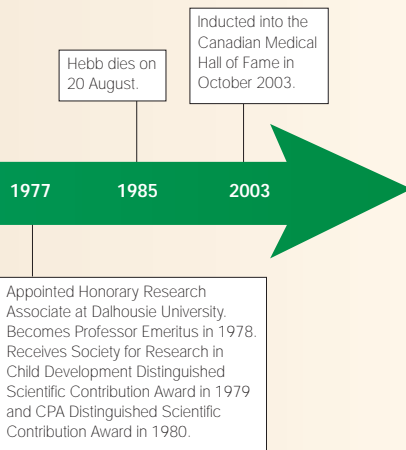 Inducted into the
Canadian Medical
Hall of Fame in
October 2003.
Hebb dies on
20 August.
1977
1985
2003
Appointed Honorary Research
Associate at Dalhousie University.
Becomes Professor Emeritus in 1978.
Receives Society for Research in
Child Development Distinguished
Scientific Contribution Award in 1979
and CPA Distinguished Scientific
Contribution Award in 1980.